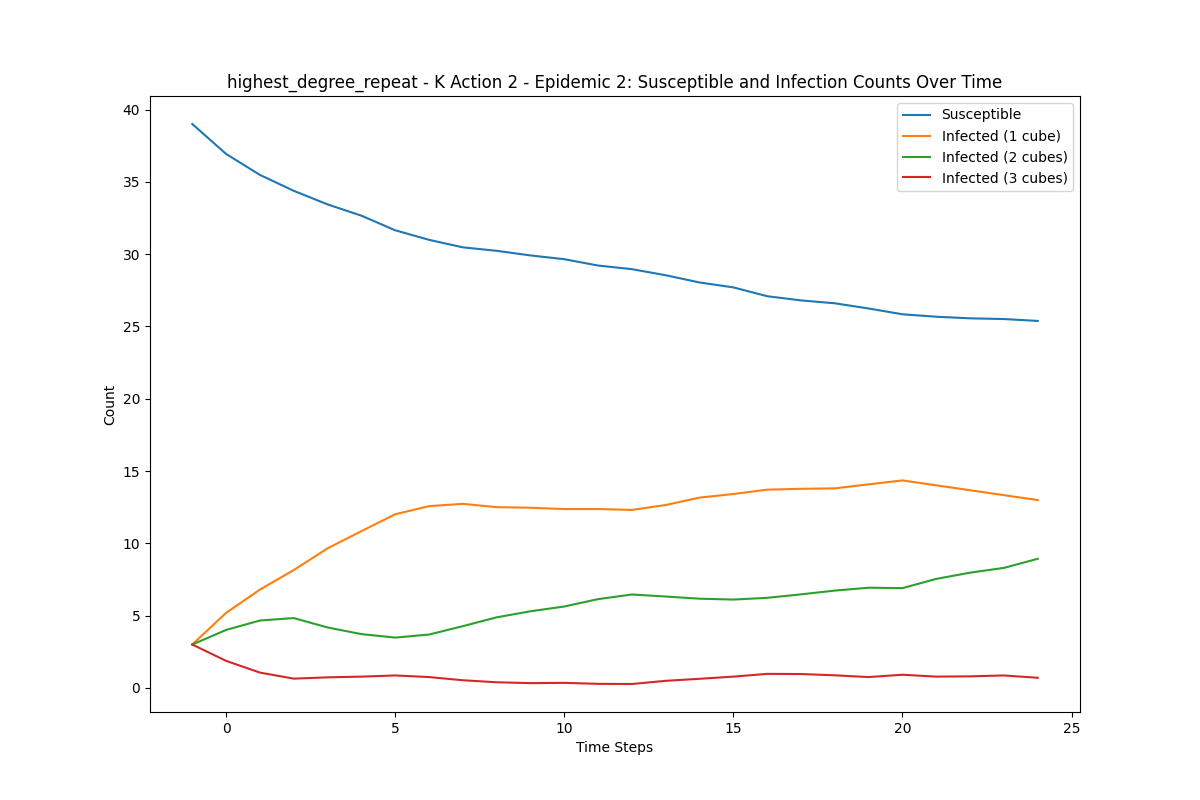 highest_degree_repeat - K Action 2 - Epidemic 2: Susceptible and Infection Counts Over Time
Susceptible
Infected (1 cube)
Infected (2 cubes)
Infected (3 cubes)
Count
40
35
30
25
20
15
10
5
0
0 5 10 15 20 25
Time Steps